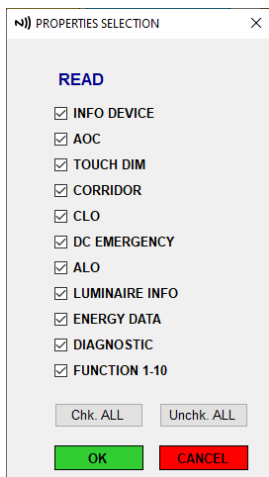 PROPERTIES SELECTION
READ
INFO DEVICE
AOC
TOUCH DIM
CORRIDOR
CLO
DC EMERGENCY
ALO
LUMINAIRE INFO
ENERGY DATA
DIAGNOSTIC
FUNCTION 1-10
Chk. ALL Unchk. ALL
OK CANCEL